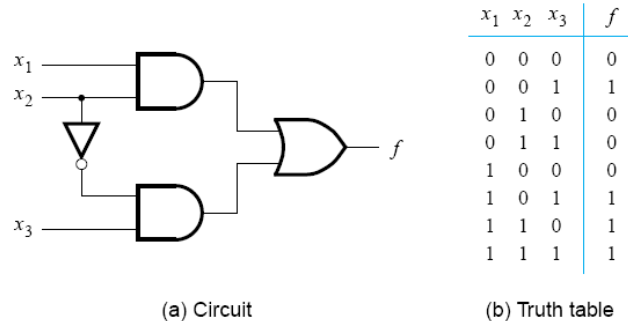 x₁ x₂ x₃ f
x₁
x₂
f
x₃
0 0 0 0
0 0 1 1
0 1 0 0
0 1 1 0
1 0 0 0
1 0 1 1
1 1 0 1
1 1 1 1
(a) Circuit
(b) Truth table